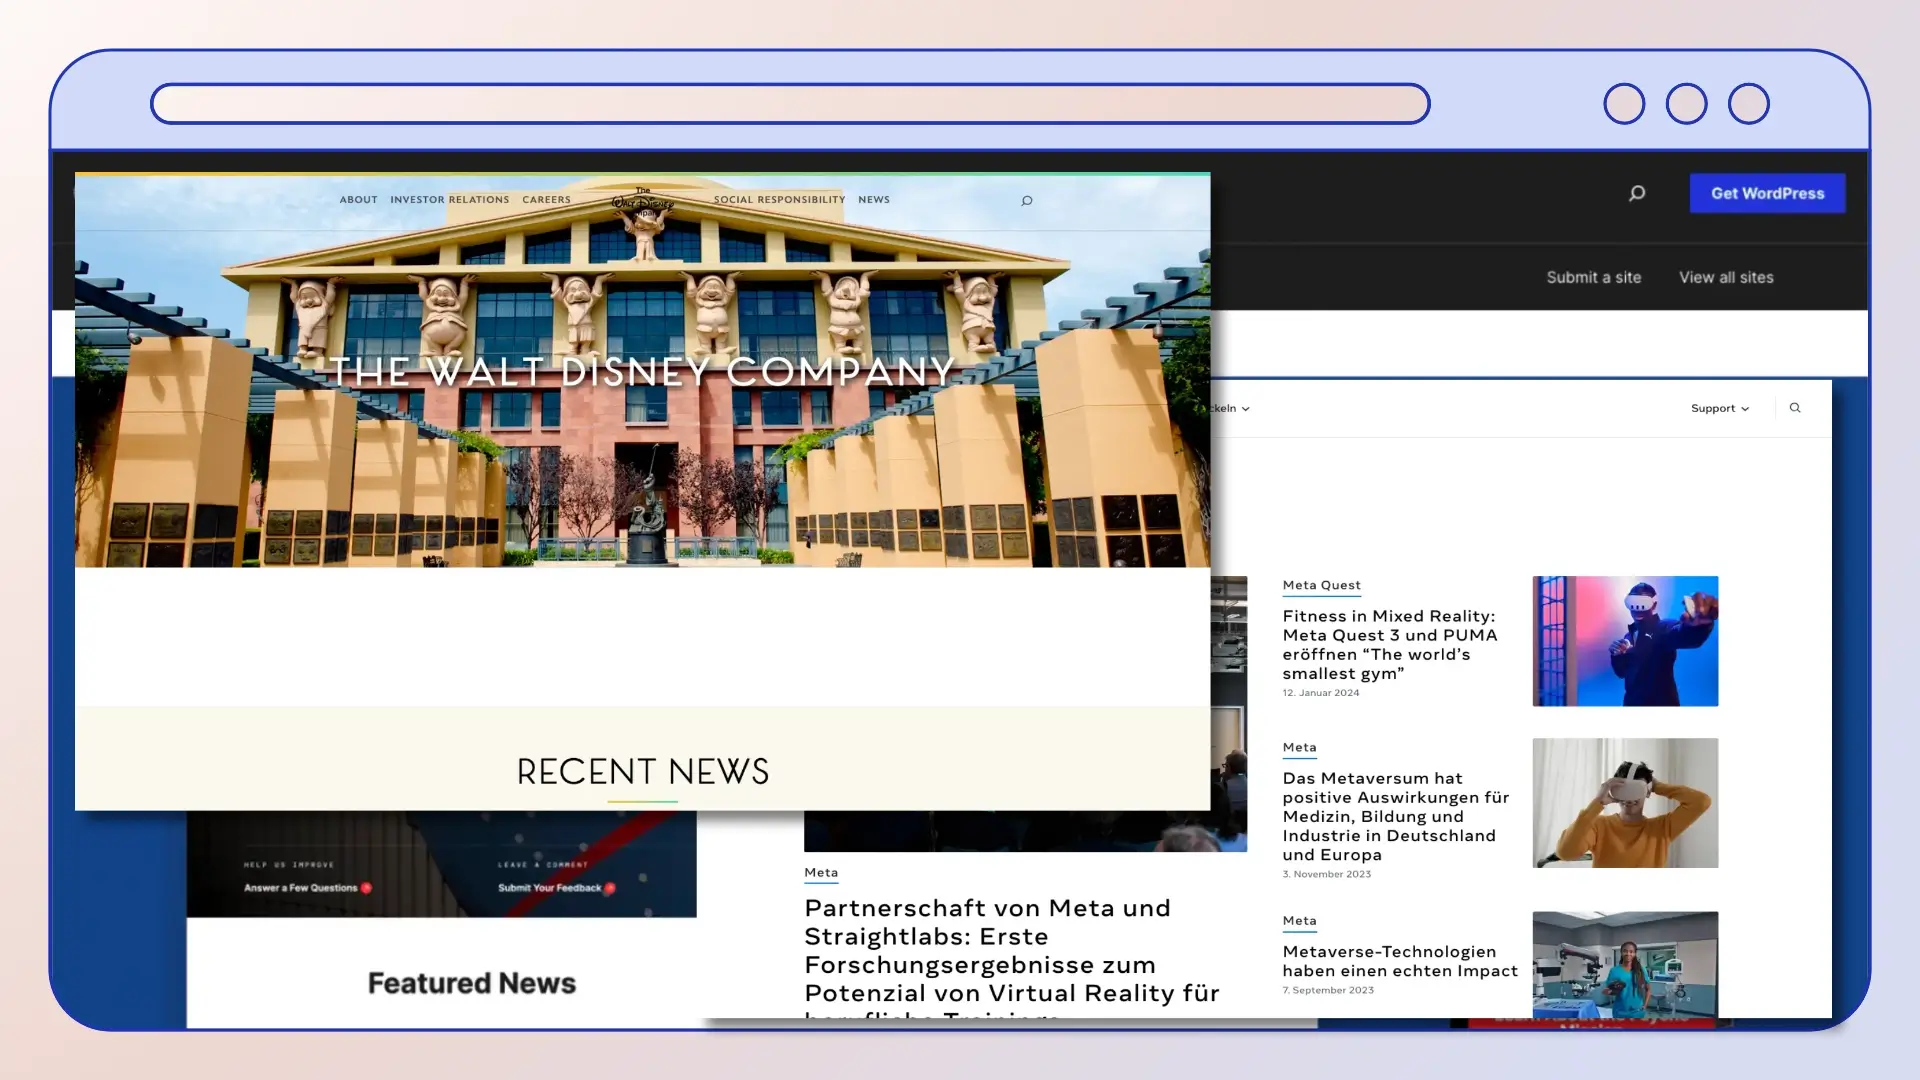 ABOUT
INVESTOR RELATIONS
CAREERS
The
WALT DISNEY
SOCIAL RESPONSIBILITY
NEWS
THE WALT DISNEY COMPANY
RECENT NEWS
Get WordPress
Submit a site
View all sites
ckeln
Support
Meta Quest
Fitness in Mixed Reality:
Meta Quest 3 und PUMA
eröffnen “The world’s
smallest gym”
12. Januar 2024
Meta
Das Metaversum hat
positive Auswirkungen für
Medizin, Bildung und
Industrie in Deutschland
und Europa
3. November 2023
Meta
Metaverse-Technologien
haben einen echten Impact
7. September 2023
Meta
Partnerschaft von Meta und
Straightlabs: Erste
Forschungsergebnisse zum
Potenzial von Virtual Reality für
HELP US IMPROVE
Answer a Few Questions
LEAVE A COMMENT
Submit Your Feedback
Featured News